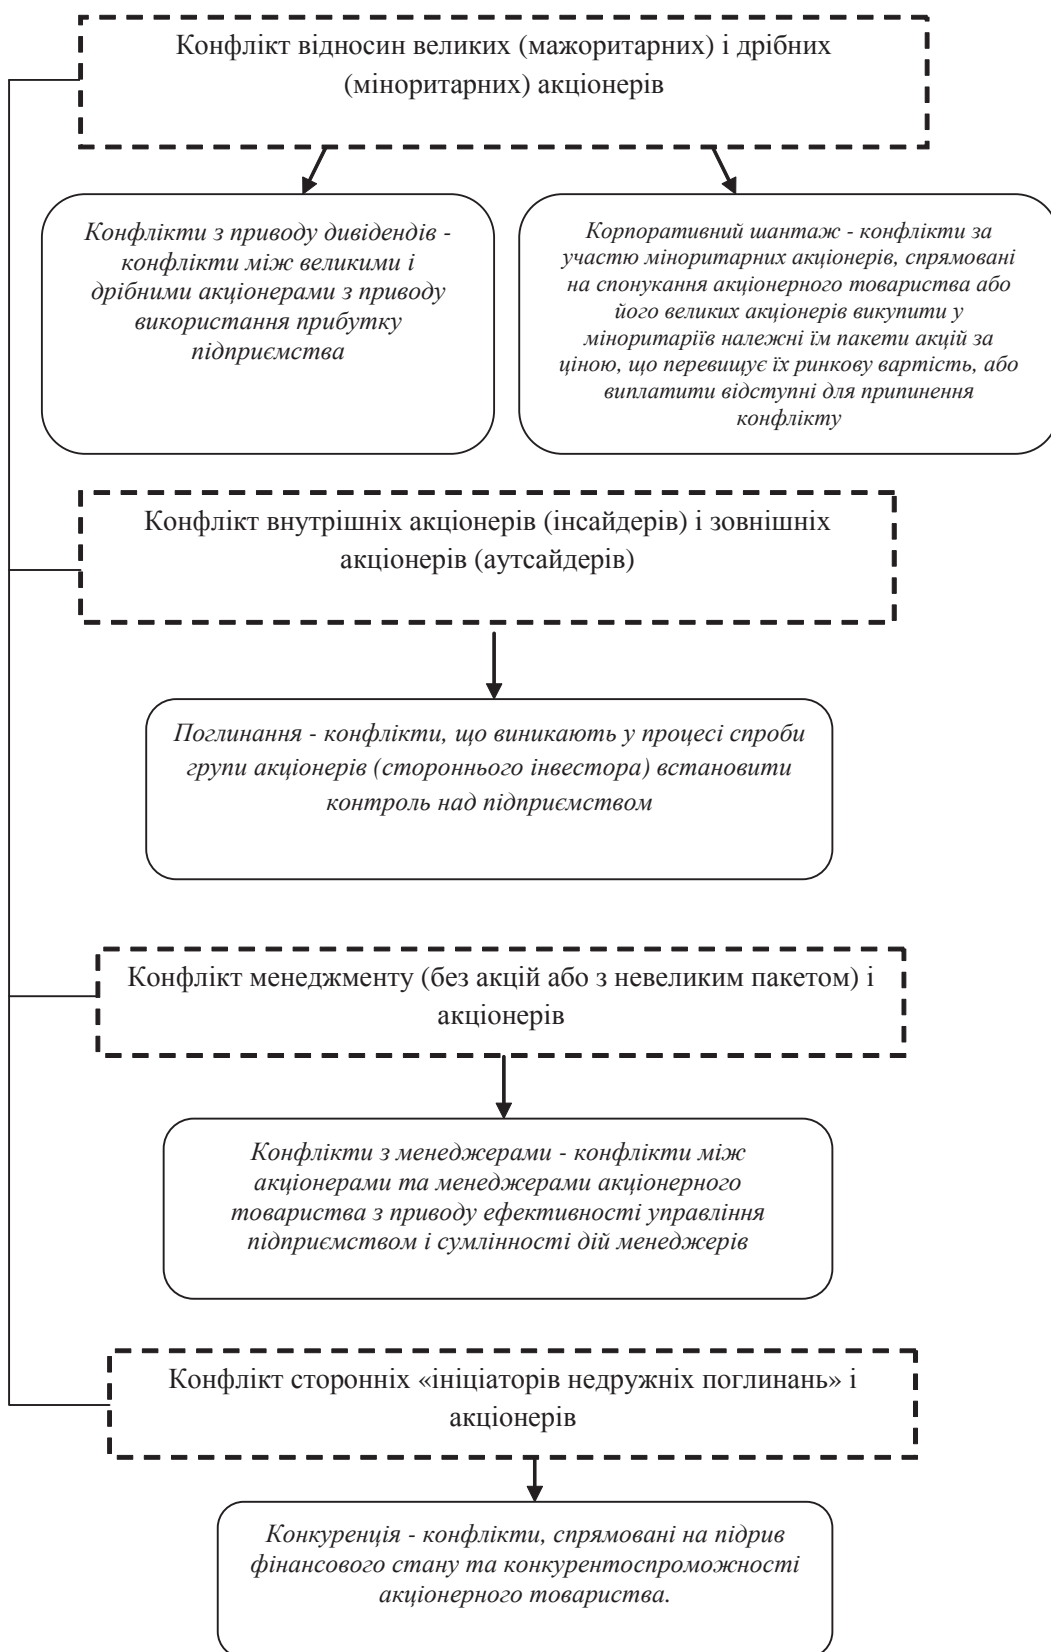 Конфлікт відносин великих (мажоритарних) і дрібних
(міноритарних) акціонерів
Конфлікти з приводу дивідендів -
конфлікти між великими і
дрібними акціонерами з приводу
використання прибутку
підприємства
Корпоративний шантаж - конфлікти за
участю міноритарних акціонерів, спрямовані
на спонукання акціонерного товариства або
його великих акціонерів викупити у
міноритаріїв належні їм пакети акцій за
ціною, що перевищує їх ринкову вартість, або
виплатити відступні для припинення
конфлікту
Конфлікт внутрішніх акціонерів (інсайдерів) і зовнішніх
акціонерів (аутсайдерів)
Поглинання - конфлікти, що виникають у процесі спроби
групи акціонерів (стороннього інвестора) встановити
контроль над підприємством
Конфлікт менеджменту (без акцій або з невеликим пакетом) і
акціонерів
Конфлікти з менеджерами - конфлікти між
акціонерами та менеджерами акціонерного
товариства з приводу ефективності управління
підприємством і сумлінності дій менеджерів
Конфлікт сторонніх «ініціаторів недружніх поглинань» і
акціонерів
Конкуренція - конфлікти, спрямовані на підрив
фінансового стану та конкурентоспроможності
акціонерного товариства.